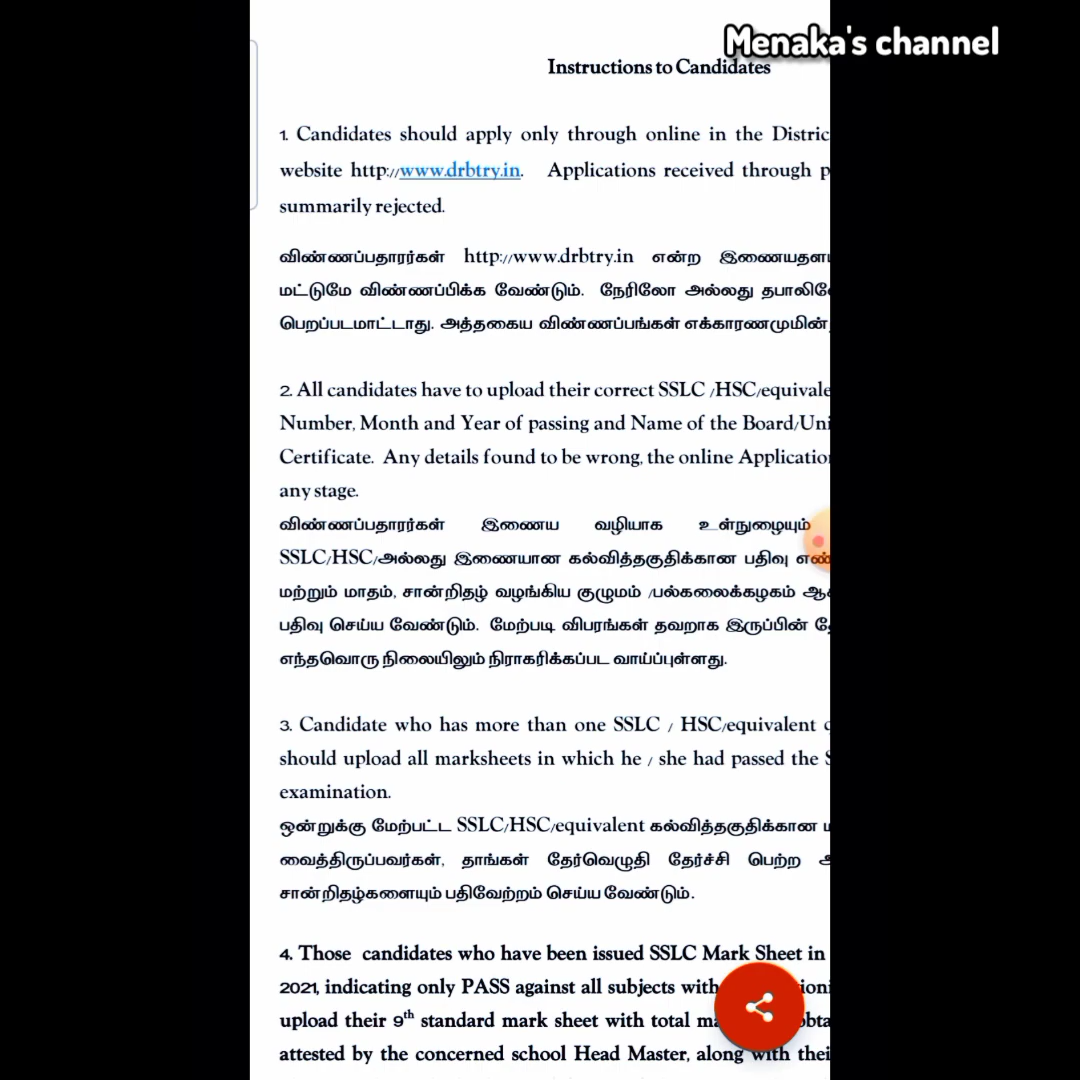 Menaka's channel
Instructions to Candidates
1. Candidates should apply only through online in the Distric
website http://www.drbtry.in. Applications received through p
summarily rejected.
விண்ணப்பதாரர்கள் http://www.drbtry.in என்ற
மட்டுமே விண்ணப்பிக்க வேண்டும். நேரிலோ அல்லது
பெறப்படமாட்டாது. அத்தகைய விண்ணப்பங்கள்
2. All candidates have to upload their correct SSLC /HSC/equivale
Number, Month and Year of passing and Name of the Board/Uni
Certificate. Any details found to be wrong, the online Applicatio
any stage.
விண்ணப்பதாரர்கள் இணைய வழியாக உள்நுழையும்
SSLC/HSC/அல்லது இணையான கல்வித்தகுதிக்கான பதிவு எண்
மற்றும் மாதம், சான்றிதழ் வழங்கிய குழுமம் /பல்கலைக்கழகம்
பதிவு செய்ய வேண்டும். மேற்படி விபரங்கள் தவறாக இருப்பின்
எந்தவொரு நிலையிலும் நிராகரிக்கப்பட வாய்ப்புள்ளது.
3. Candidate who has more than one SSLC / HSC/equivalent
should upload all marksheets in which he / she had passed the
examination.
ஒன்றுக்கு மேற்பட்ட SSLC/HSC/equivalent கல்வித்தகுதிக்கான
வைத்திருப்பவர்கள், தாங்கள் தேர்வெழுதி தேர்ச்சி பெற்ற
சான்றிதழ்களையும் பதிவேற்றம் செய்ய வேண்டும்.
4. Those candidates who have been issued SSLC Mark Sheet in
2021, indicating only PASS against all subjects with
upload their 9th standard mark sheet with total
attested by the concerned school Head Master, along with thei